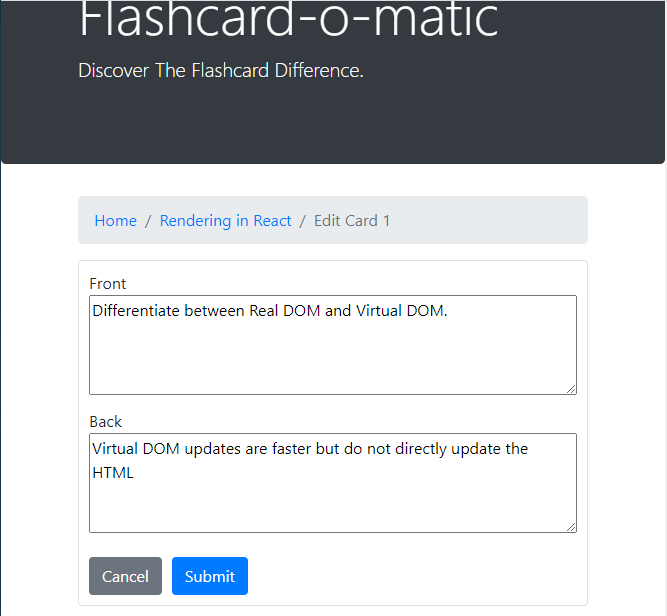 Flashcard-o-matic
Discover The Flashcard Difference.
Home / Rendering in React / Edit Card 1
Front
Differentiate between Real DOM and Virtual DOM.
Back
Virtual DOM updates are faster but do not directly update the
HTML
Cancel Submit